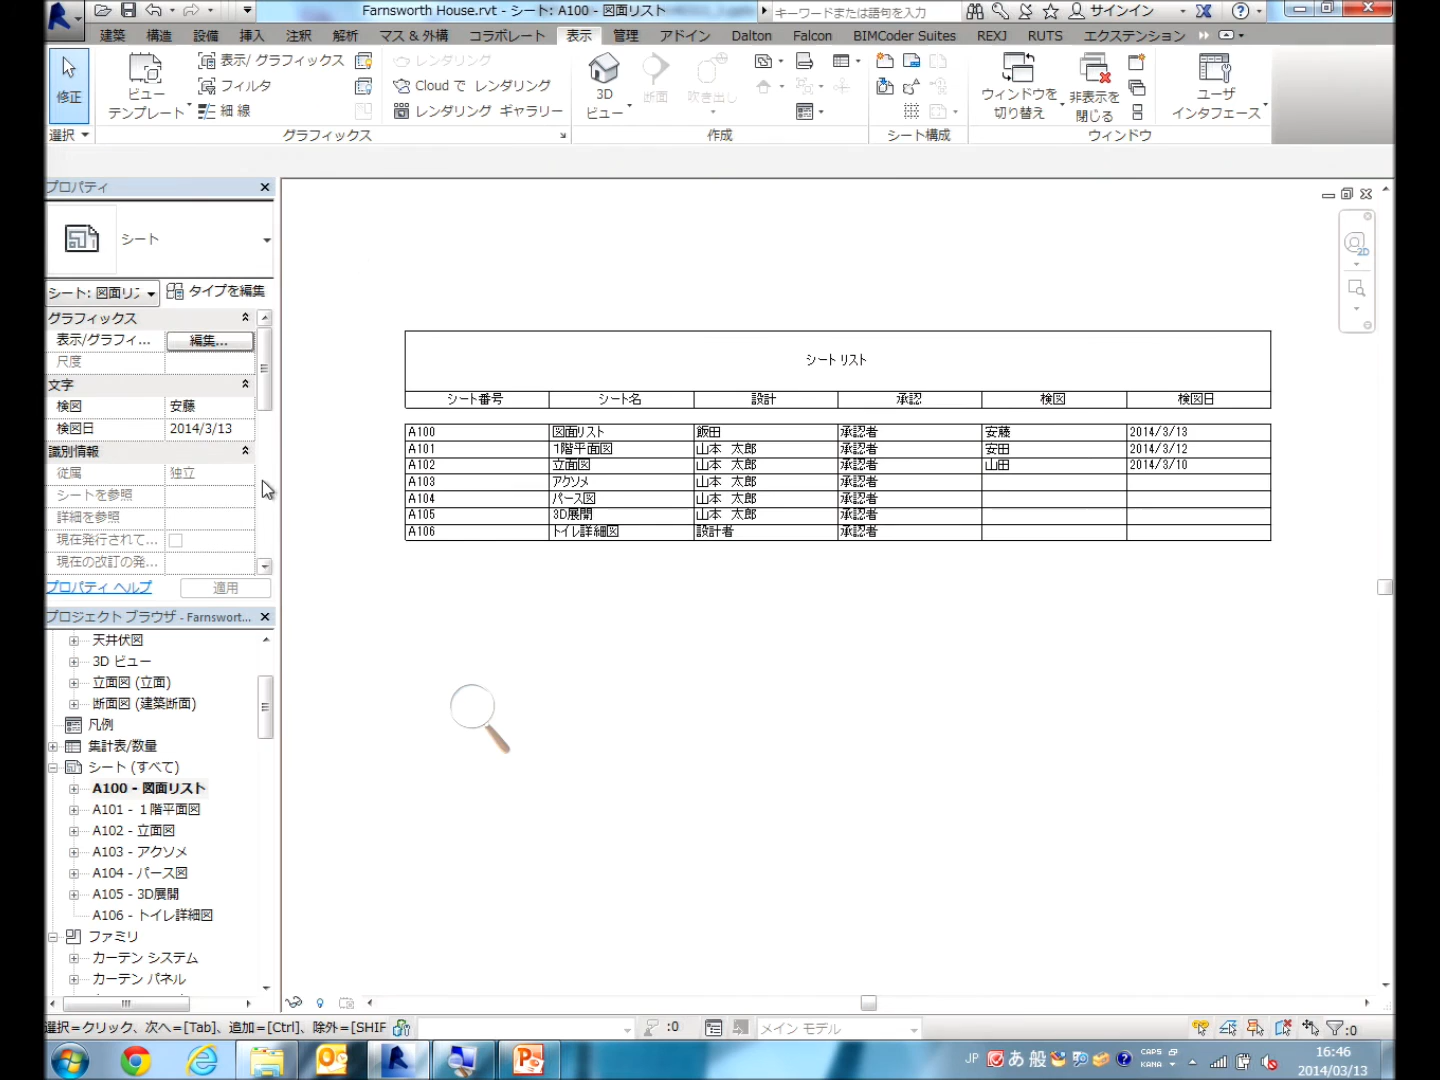 Farnsworth House.rvt - シート: A100 - 図面リスト
キーワードまたは語句を入力
サインイン
建築 構造 設備 挿入 注釈 解析 マス & 外構 コラボレート 表示 管理 アドイン Dalton Falcon BIMCoder Suites REXJ RUTS エクステンション
修正
ビュー
テンプレート
表示/ グラフィックス
フィルタ
細 線
レンダリング
Cloud で レンダリング
レンダリング ギャラリー
3D
ビュー
断面
吹き出し
ウィンドウを
切り替え
非表示を
閉じる
ユーザ
インタフェース
選択 グラフィックス 作成 シート構成 ウィンドウ
プロパティ
シート
シート: 図面リス
タイプを編集
グラフィックス
表示/グラフィ... 編集...
尺度
文字
検図 安藤
検図日 2014/3/13
識別情報
従属 独立
シートを参照
詳細を参照
現在発行されて...
現在の改訂の発...
プロパティ ヘルプ 適用
プロジェクト ブラウザ - Farnswort...
天井伏図
3D ビュー
立面図 (立面)
断面図 (建築断面)
凡例
集計表/数量
シート (すべて)
A100 - 図面リスト
A101 - 1階平面図
A102 - 立面図
A103 - アクソメ
A104 - パース図
A105 - 3D展開
A106 - トイレ詳細図
ファミリ
カーテン システム
カーテン パネル
2D
シートリスト
シート番号 シート名 設計 承認 検図 検図日
A100 図面リスト 飯田 承認者 安藤 2014/3/13
A101 1階平面図 山本 太郎 承認者 安田 2014/3/12
A102 立面図 山本 太郎 承認者 山田 2014/3/10
A103 アクソメ 山本 太郎 承認者
A104 パース図 山本 太郎 承認者
A105 3D展開 山本 太郎 承認者
A106 トイレ詳細図 設計者 承認者
選択=クリック、次へ=[Tab]、追加=[Ctrl]、除外=[SHIF
:0
メイン モデル
:0
JP あ 般 CAPS
KANA
16:46
2014/03/13